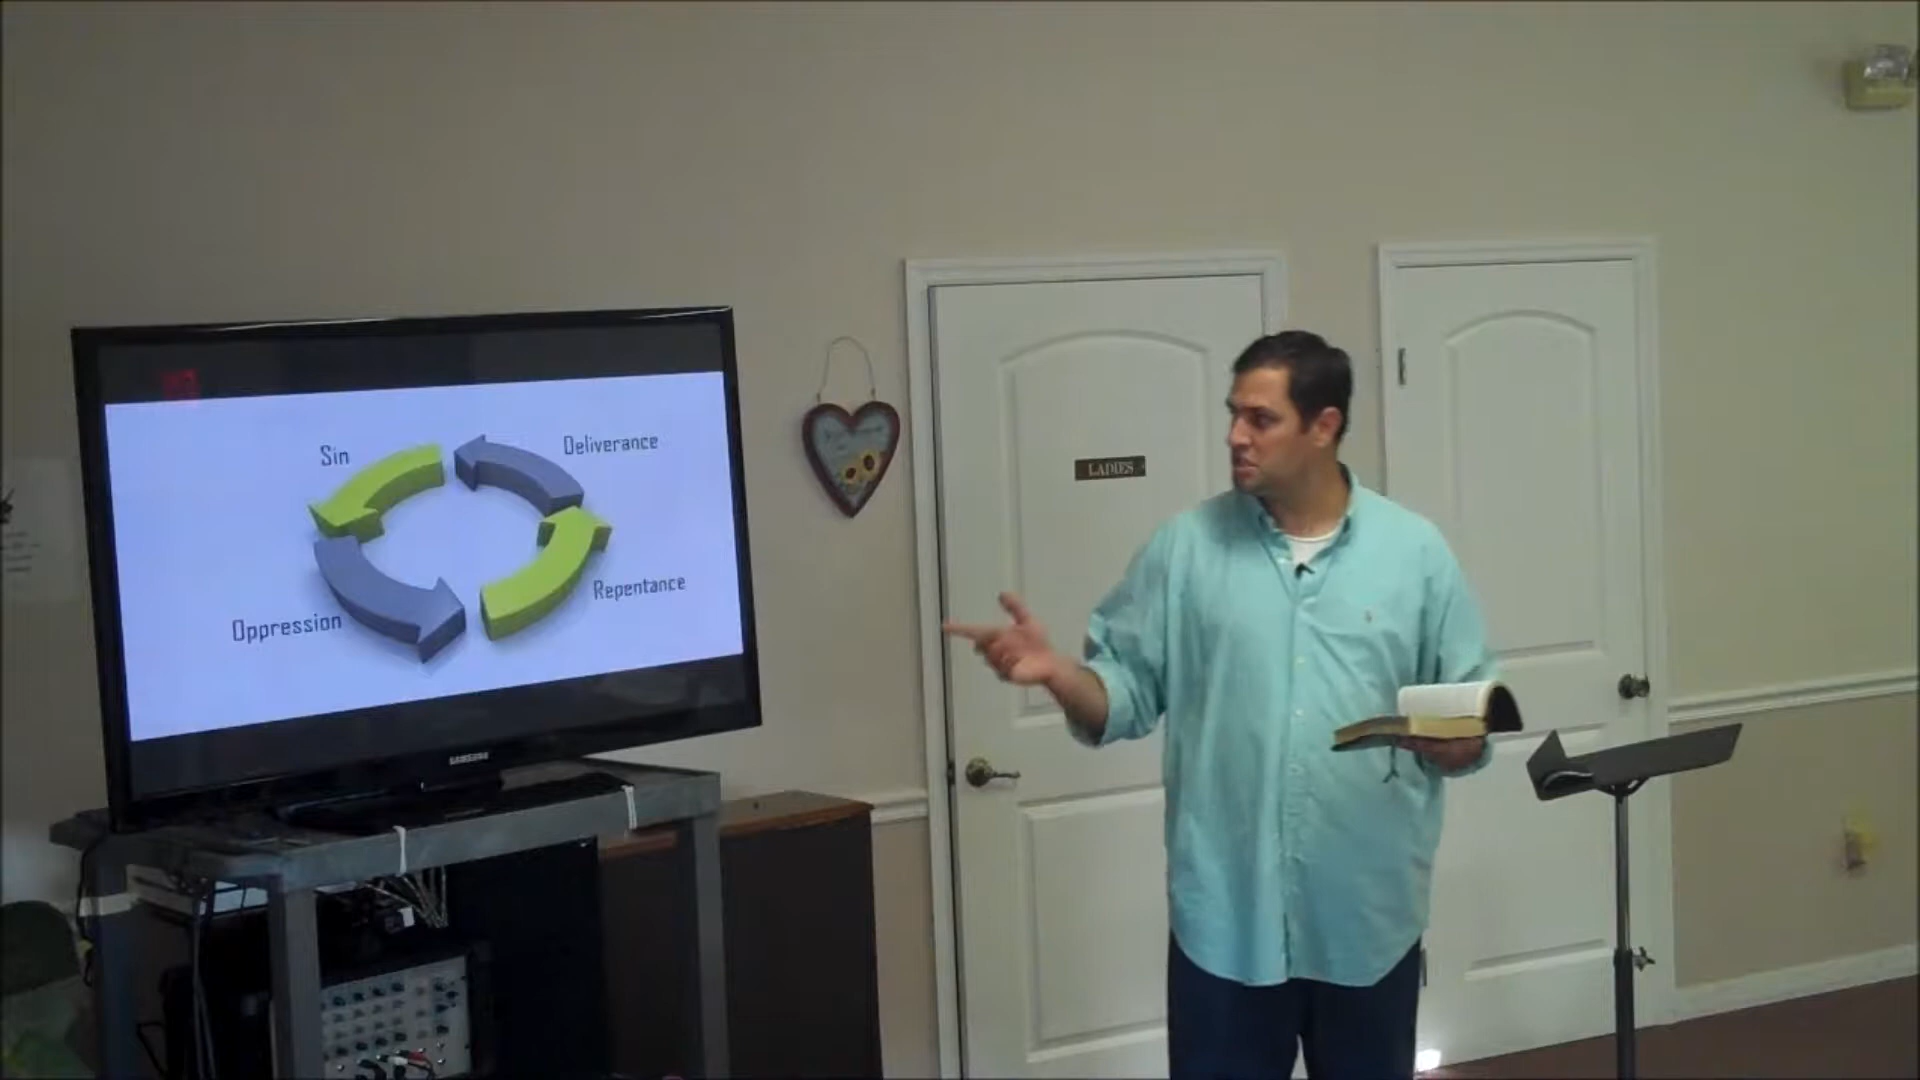 Sin
Deliverance
Oppression
Repentance
SAMSUNG
LADIES